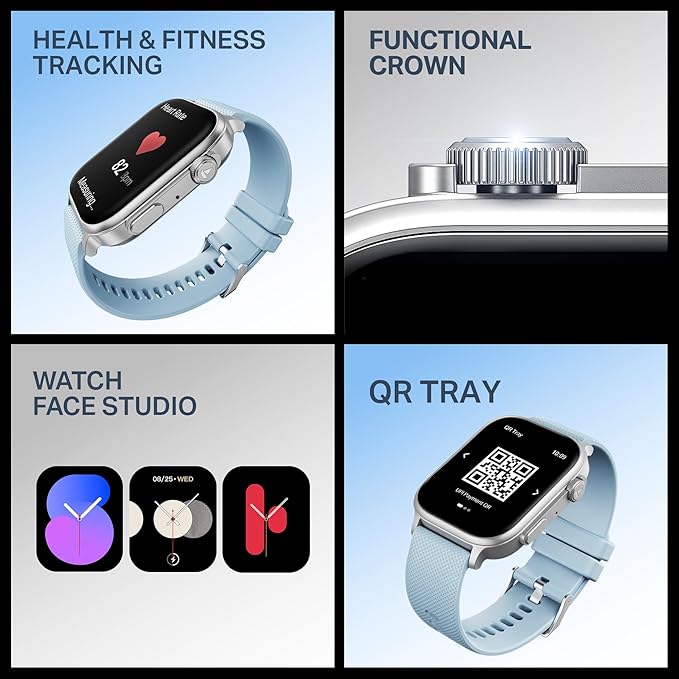 HEALTH & FITNESS
TRACKING
Heart Rate
82 Bpm
Measuring...
FUNCTIONAL
CROWN
WATCH
FACE STUDIO
08/25•WED
QR TRAY
QR Tray
10:09
UPI Payment QR